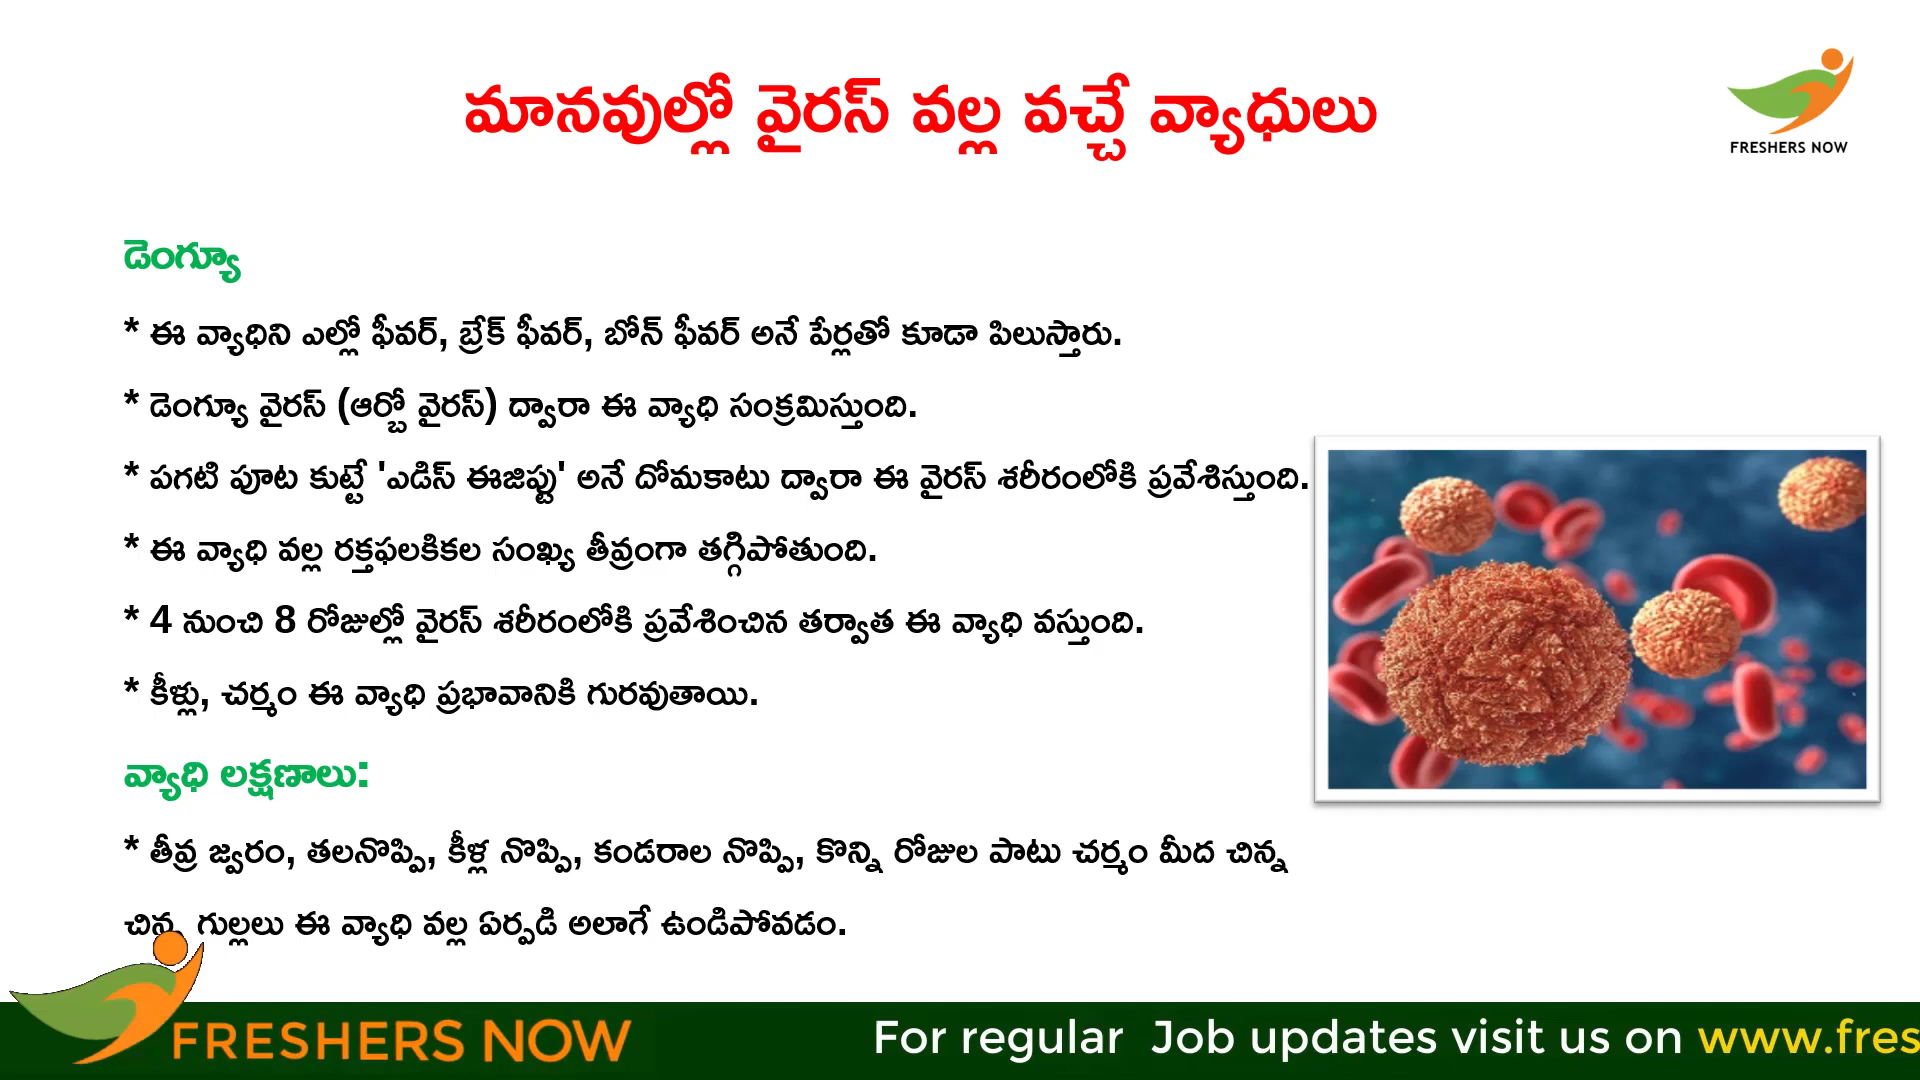 మానవుల్లో వైరస్ వల్ల వచ్చే వ్యాధులు
FRESHERS NOW
డెంగ్యూ
* ఈ వ్యాధిని ఎల్లో ఫీవర్, బ్రేక్ ఫీవర్, బోన్ ఫీవర్ అనే పేర్లతో కూడా పిలుస్తారు.
* డెంగ్యూ వైరస్ (ఆర్బో వైరస్) ద్వారా ఈ వ్యాధి సంక్రమిస్తుంది.
* పగటి పూట కుట్టే 'ఎడిస్ ఈజిప్టు' అనే దోమకాటు ద్వారా ఈ వైరస్ శరీరంలోకి ప్రవేశిస్తుంది.
* ఈ వ్యాధి వల్ల రక్తఫలకికల సంఖ్య తీవ్రంగా తగ్గిపోతుంది.
* 4 నుంచి 8 రోజుల్లో వైరస్ శరీరంలోకి ప్రవేశించిన తర్వాత ఈ వ్యాధి వస్తుంది.
* కీళ్లు, చర్మం ఈ వ్యాధి ప్రభావానికి గురవుతాయి.
వ్యాధి లక్షణాలు:
* తీవ్ర జ్వరం, తలనొప్పి, కీళ్ల నొప్పి, కండరాల నొప్పి, కొన్ని రోజుల పాటు చర్మం మీద చిన్న
చిన్న గుల్లలు ఈ వ్యాధి వల్ల ఏర్పడి అలాగే ఉండిపోవడం.
FRESHERS NOW
For regular Job updates visit us on www.fres